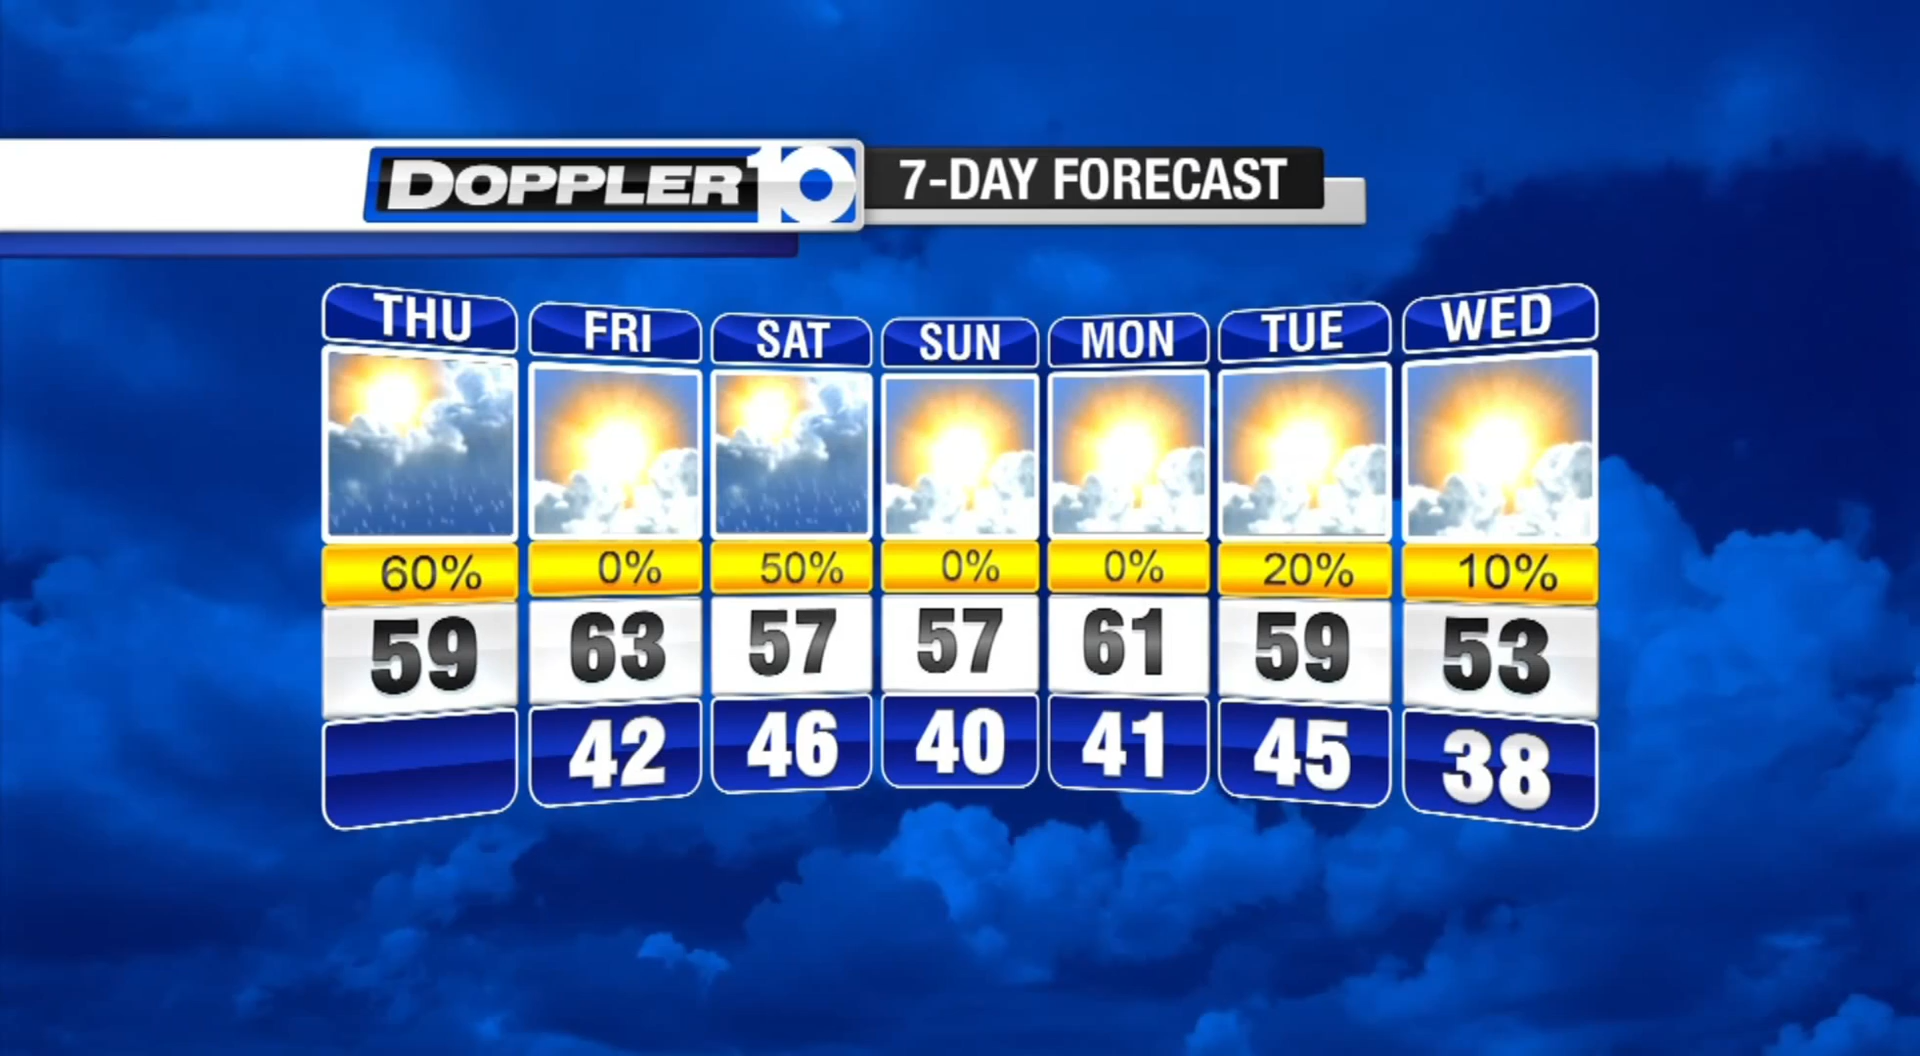 DOPPLER 10 7-DAY FORECAST
THU FRI SAT SUN MON TUE WED
60% 0% 50% 0% 0% 20% 10%
59 63 57 57 61 59 53
42 46 40 41 45 38